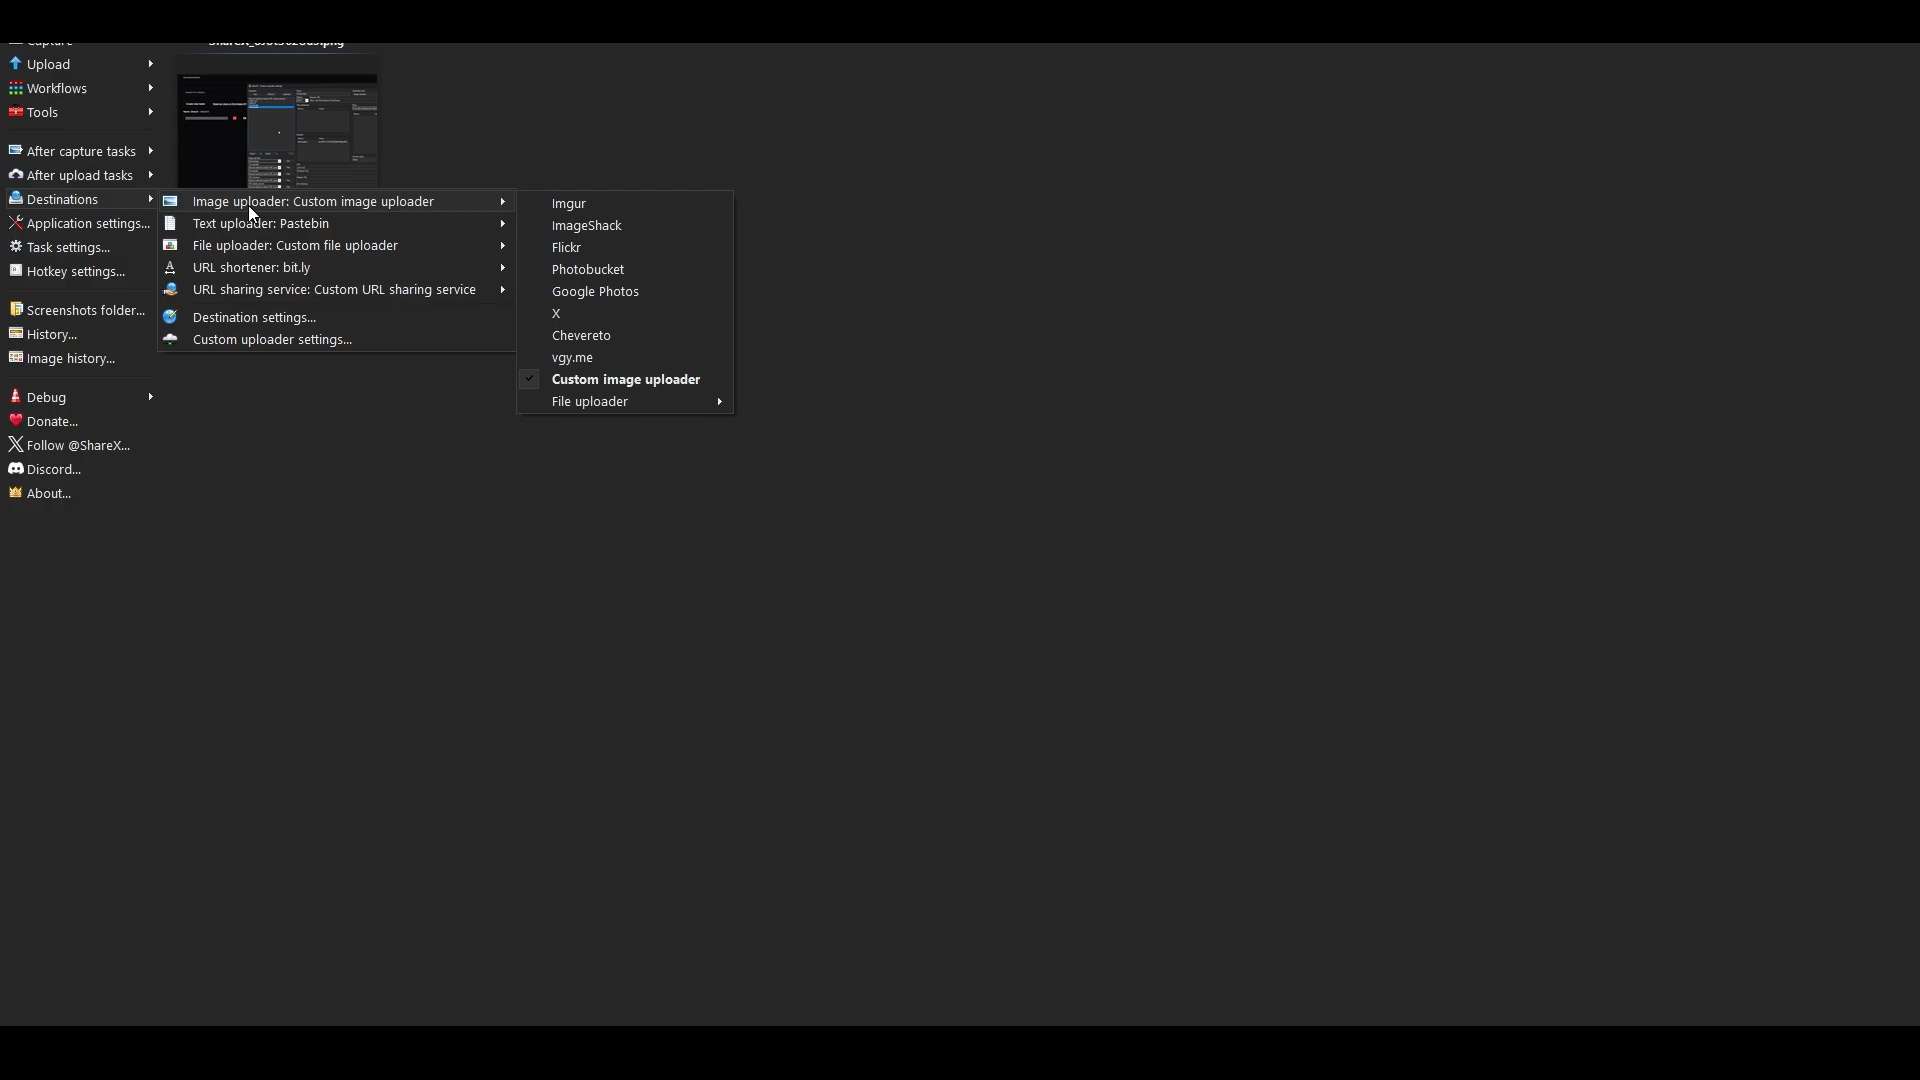 Capture
Upload
Workflows
Tools
After capture tasks
After upload tasks
Destinations
Application settings...
Task settings...
Hotkey settings...
Screenshots folder...
History...
Image history...
Debug
Donate...
Follow @ShareX...
Discord...
About...
Image uploader: Custom image uploader
Text uploader: Pastebin
File uploader: Custom file uploader
URL shortener: bit.ly
URL sharing service: Custom URL sharing service
Destination settings...
Custom uploader settings...
Imgur
ImageShack
Flickr
Photobucket
Google Photos
X
Chevereto
vgy.me
Custom image uploader
File uploader